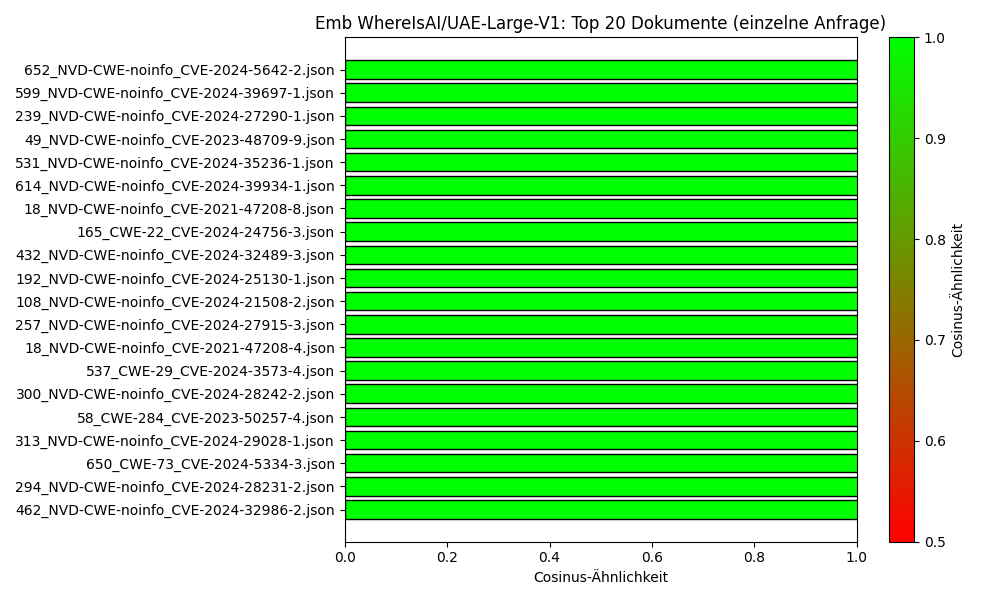 Emb WhereIsAI/UAE-Large-V1: Top 20 Dokumente (einzelne Anfrage)
652_NVD-CWE-noinfo_CVE-2024-5642-2.json
599_NVD-CWE-noinfo_CVE-2024-39697-1.json
239_NVD-CWE-noinfo_CVE-2024-27290-1.json
49_NVD-CWE-noinfo_CVE-2023-48709-9.json
531_NVD-CWE-noinfo_CVE-2024-35236-1.json
614_NVD-CWE-noinfo_CVE-2024-39934-1.json
18_NVD-CWE-noinfo_CVE-2021-47208-8.json
165_CWE-22_CVE-2024-24756-3.json
432_NVD-CWE-noinfo_CVE-2024-32489-3.json
192_NVD-CWE-noinfo_CVE-2024-25130-1.json
108_NVD-CWE-noinfo_CVE-2024-21508-2.json
257_NVD-CWE-noinfo_CVE-2024-27915-3.json
18_NVD-CWE-noinfo_CVE-2021-47208-4.json
537_CWE-29_CVE-2024-3573-4.json
300_NVD-CWE-noinfo_CVE-2024-28242-2.json
58_CWE-284_CVE-2023-50257-4.json
313_NVD-CWE-noinfo_CVE-2024-29028-1.json
650_CWE-73_CVE-2024-5334-3.json
294_NVD-CWE-noinfo_CVE-2024-28231-2.json
462_NVD-CWE-noinfo_CVE-2024-32986-2.json
0.0 0.2 0.4 0.6 0.8 1.0
Cosinus-Ähnlichkeit
1.0
0.9
0.8
0.7
0.6
0.5
Cosinus-Ähnlichkeit